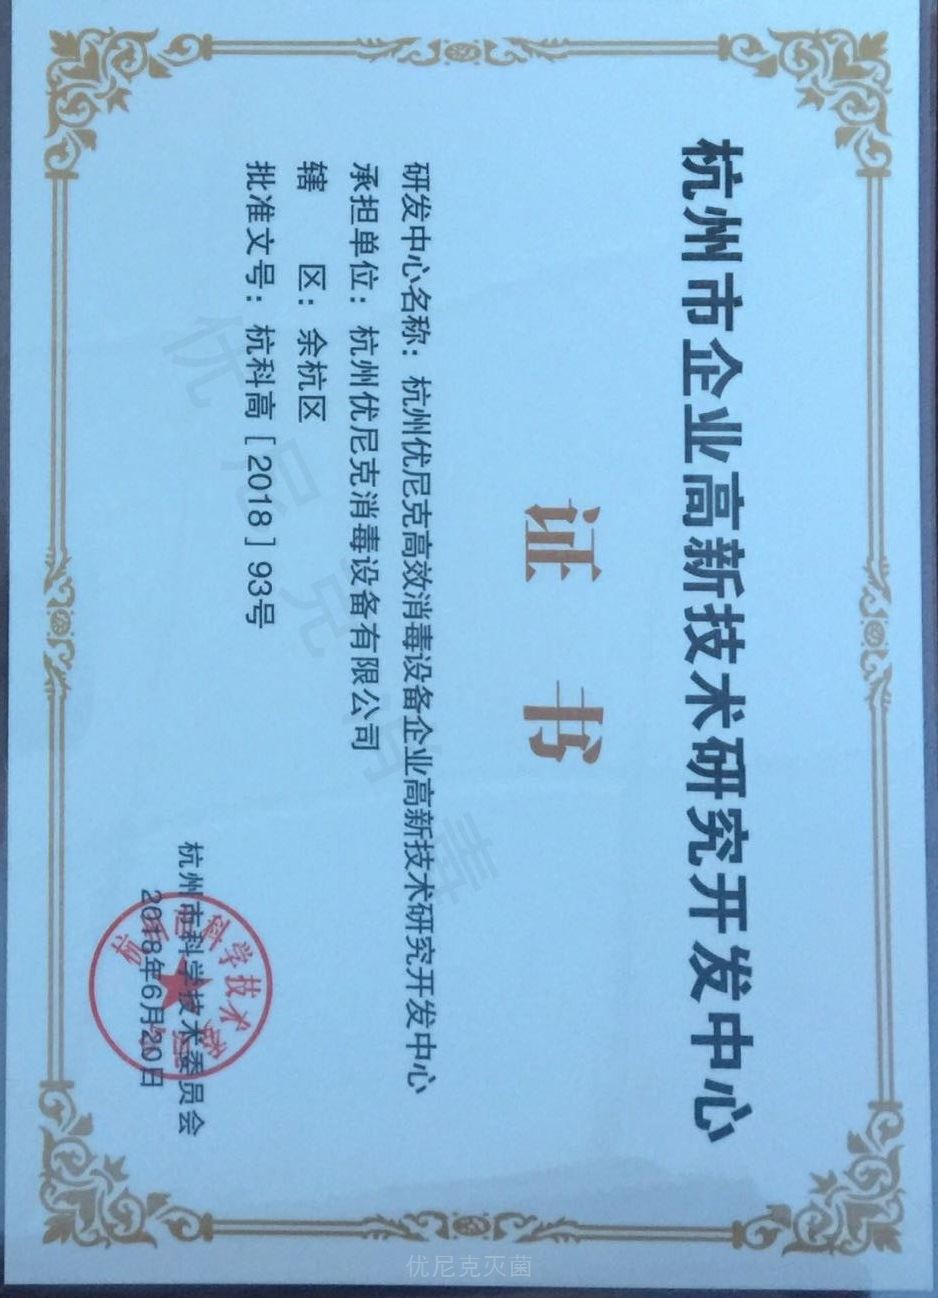 杭州市企业高新技术研究开发中心
证 书
研发中心名称：杭州优尼克高效消毒设备企业高新技术研究开发中心
承担单位：杭州优尼克消毒设备有限公司
辖 区：余杭区
批准文号：杭科高[2018]93号
杭州市科学技术委员会
2018年6月20日
优尼克消毒
优尼克灭菌